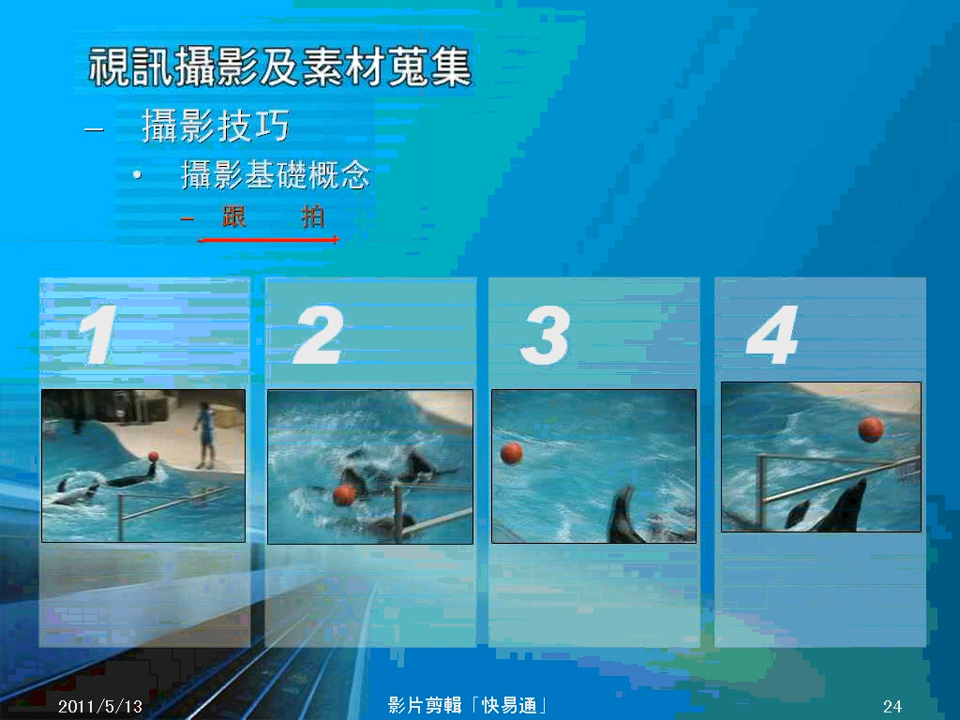 視訊攝影及素材蒐集
– 攝影技巧
• 攝影基礎概念
– 跟 拍
1 2 3 4
2011/5/13 影片剪輯「快易通」 24